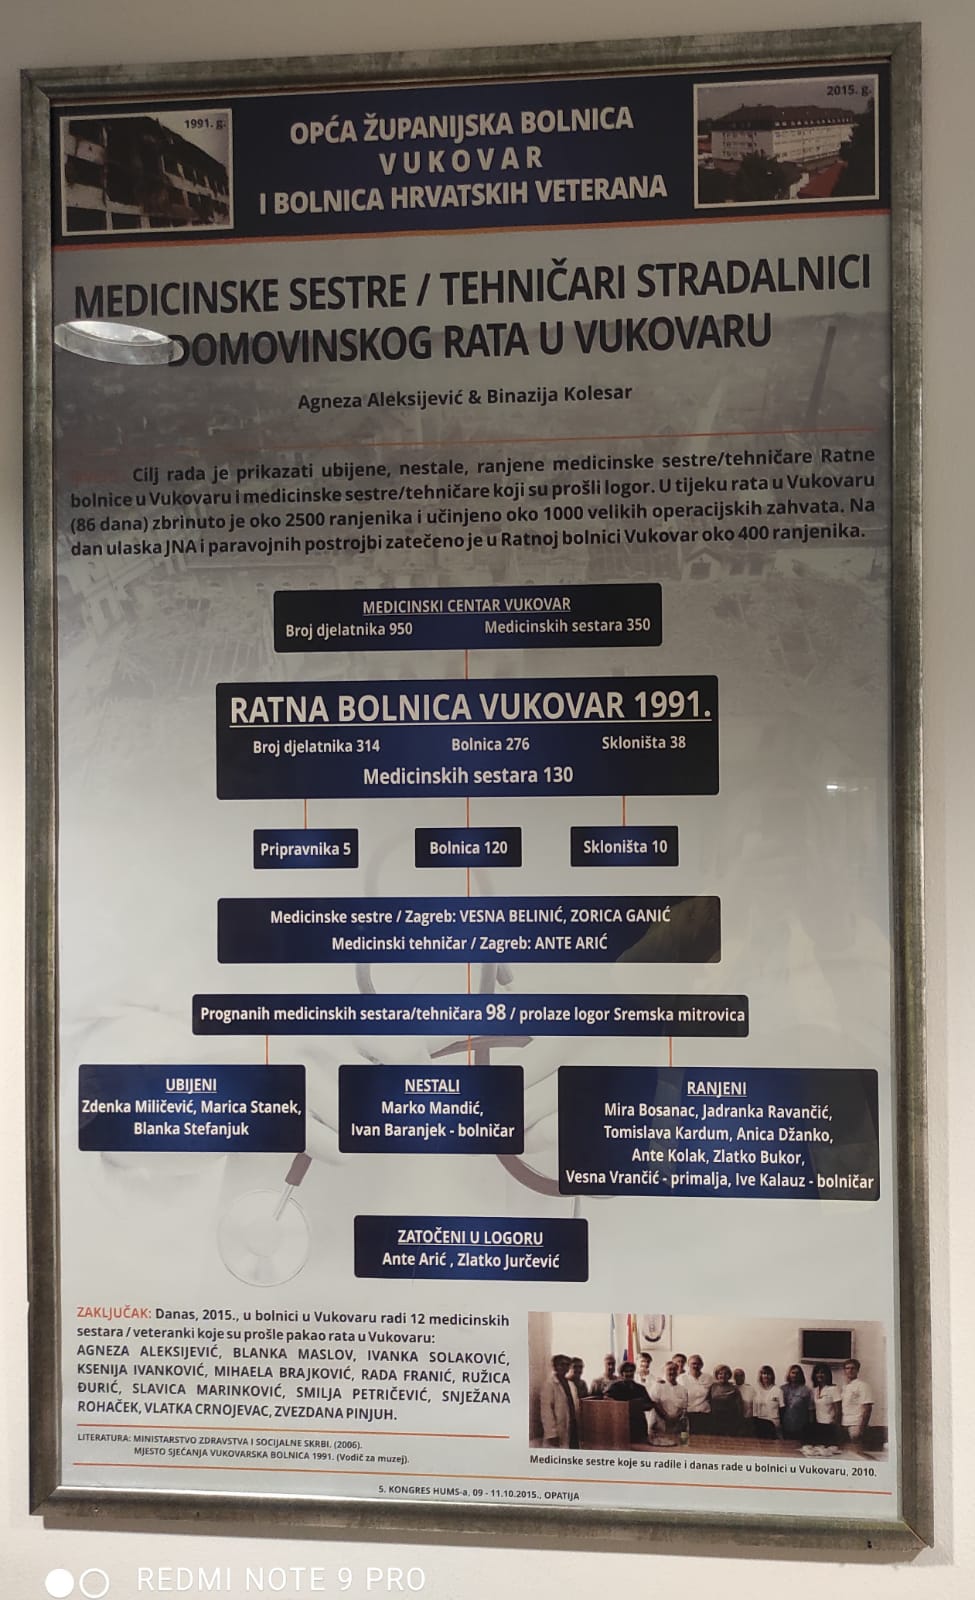 1991. g.
OPĆA ŽUPANIJSKA BOLNICA
VUKOVAR
I BOLNICA HRVATSKIH VETERANA
2015. g.
MEDICINSKE SESTRE / TEHNIČARI STRADALNICI
DOMOVINSKOG RATA U VUKOVARU
Agneza Aleksijević & Binazija Kolesar
Cilj rada je prikazati ubijene, nestale, ranjene medicinske sestre/tehničare Ratne
bolnice u Vukovaru i medicinske sestre/tehničare koji su prošli logor. U tijeku rata u Vukovaru
(86 dana) zbrinuto je oko 2500 ranjenika i učinjeno oko 1000 velikih operacijskih zahvata. Na
dan ulaska JNA i paravojnih postrojbi zatečeno je u Ratnoj bolnici Vukovar oko 400 ranjenika.
MEDICINSKI CENTAR VUKOVAR
Broj djelatnika 950 Medicinskih sestara 350
RATNA BOLNICA VUKOVAR 1991.
Broj djelatnika 314 Bolnica 276 Skloništa 38
Medicinskih sestara 130
Pripravnika 5 Bolnica 120 Skloništa 10
Medicinske sestre / Zagreb: VESNA BELINIĆ, ZORICA GANIĆ
Medicinski tehničar / Zagreb: ANTE ARIĆ
Prognanih medicinskih sestara/tehničara 98 / prolaze logor Sremska mitrovica
UBIJENI
Zdenka Miličević, Marica Stanek,
Blanka Stefanjuk
NESTALI
Marko Mandić,
Ivan Baranjek - bolničar
RANJENI
Mira Bosanac, Jadranka Ravančić,
Tomislava Kardum, Anica Džanko,
Ante Kolak, Zlatko Bukor,
Vesna Vrančić - primalja, Ive Kalauz - bolničar
ZATOČENI U LOGORU
Ante Arić , Zlatko Jurčević
ZAKLJUČAK: Danas, 2015., u bolnici u Vukovaru radi 12 medicinskih
sestara / veteranki koje su prošle pakao rata u Vukovaru:
AGNEZA ALEKSIJEVIĆ, BLANKA MASLOV, IVANKA SOLAKOVIĆ,
KSENIJA IVANKOVIĆ, MIHAELA BRAJKOVIĆ, RADA FRANIĆ, RUŽICA
ĐURIĆ, SLAVICA MARINKOVIĆ, SMILJA PETRIČEVIĆ, SNJEŽANA
ROHAČEK, VLATKA CRNOJEVAC, ZVEZDANA PINJUH.
LITERATURA: MINISTARSTVO ZDRAVSTVA I SOCIJALNE SKRBI. (2006).
MJESTO SJEĆANJA VUKOVARSKA BOLNICA 1991. (Vodič za muzej).
Medicinske sestre koje su radile i danas rade u bolnici u Vukovaru, 2010.
5. KONGRES HUMS-a, 09 - 11.10.2015., OPATIJA
REDMI NOTE 9 PRO